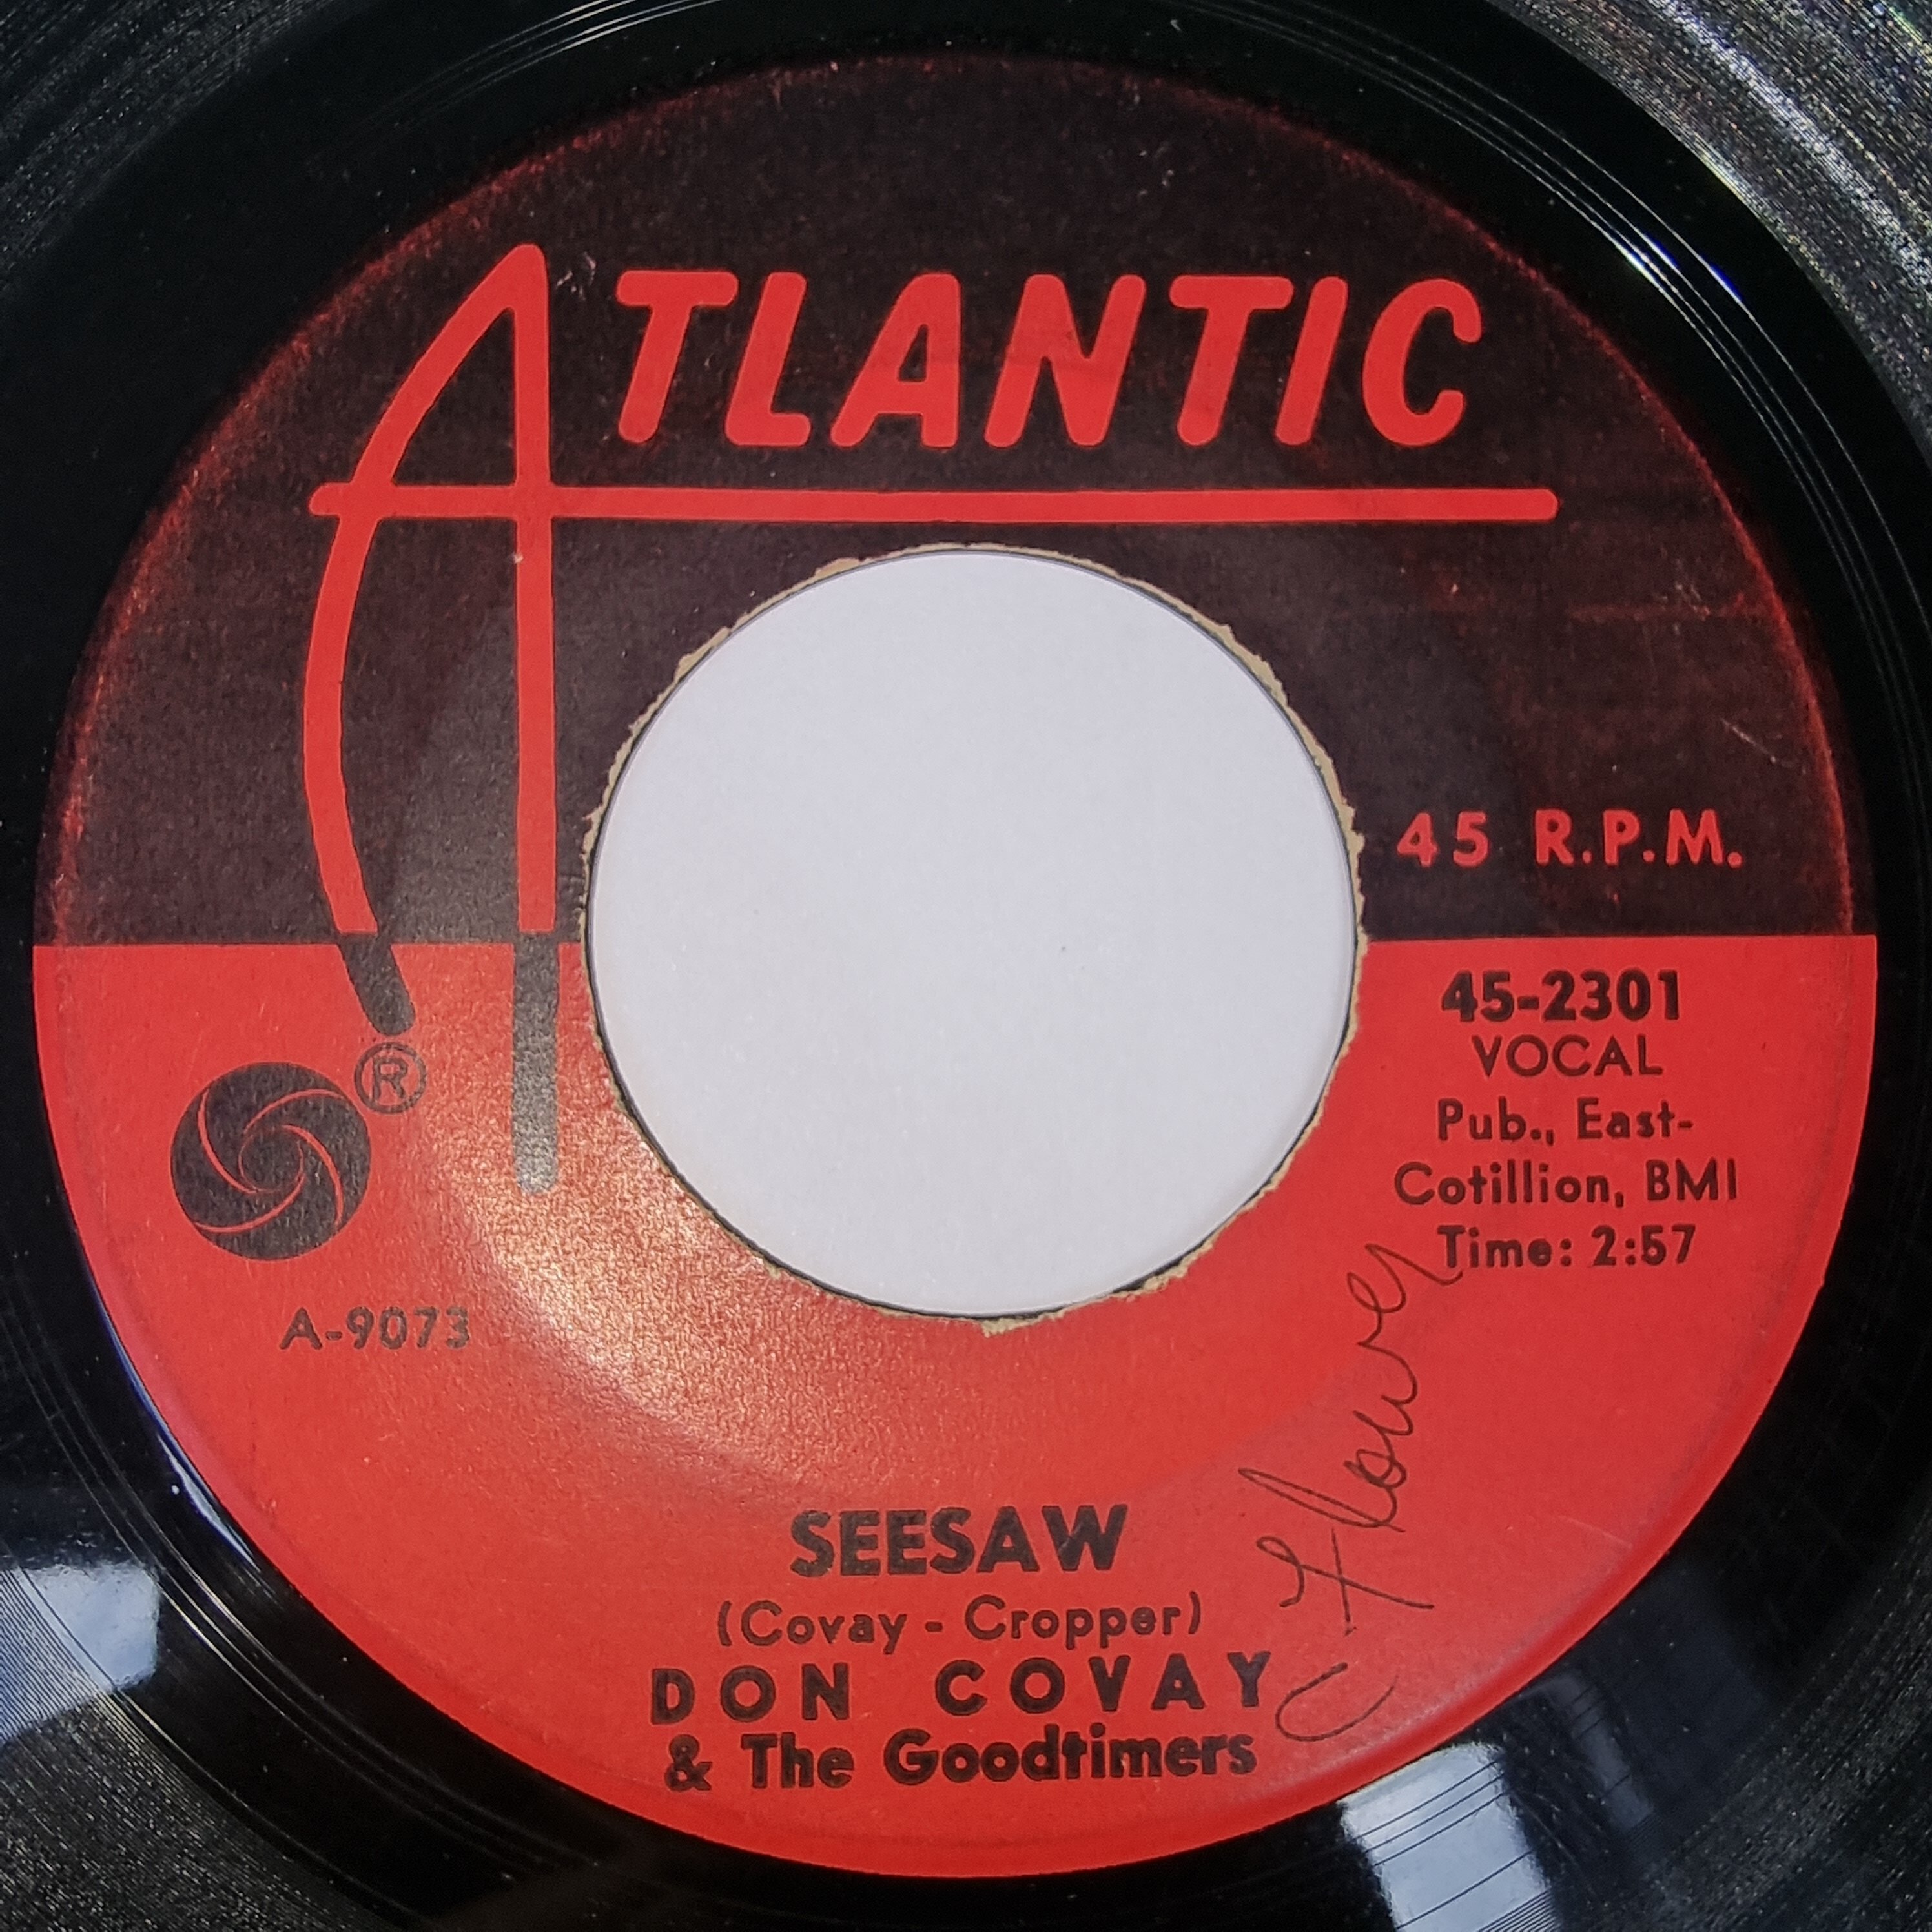 ATLANTIC
45 R.P.M.
45-2301
VOCAL
Pub., East-
Cotillion, BMI
Time: 2:57
®
A-9073
SEESAW
(Covay - Cropper)
DON COVAY
& The Goodtimers
Flower